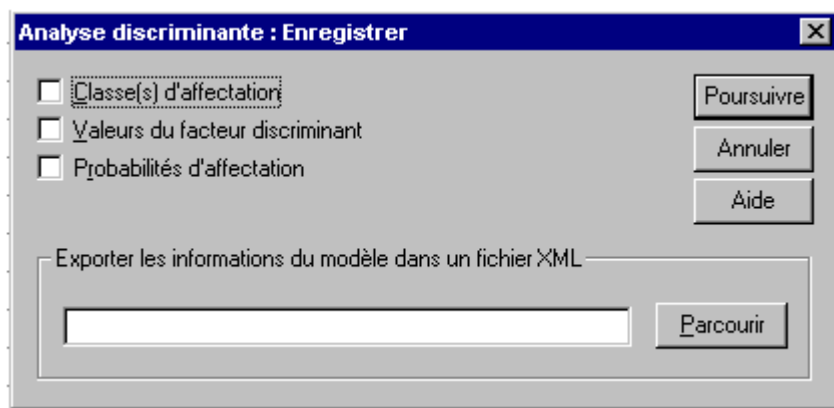 Analyse discriminante : Enregistrer
Classe(s) d'affectation
Valeurs du facteur discriminant
Probabilités d'affectation
Poursuivre
Annuler
Aide
Exporter les informations du modèle dans un fichier XML
Parcourir